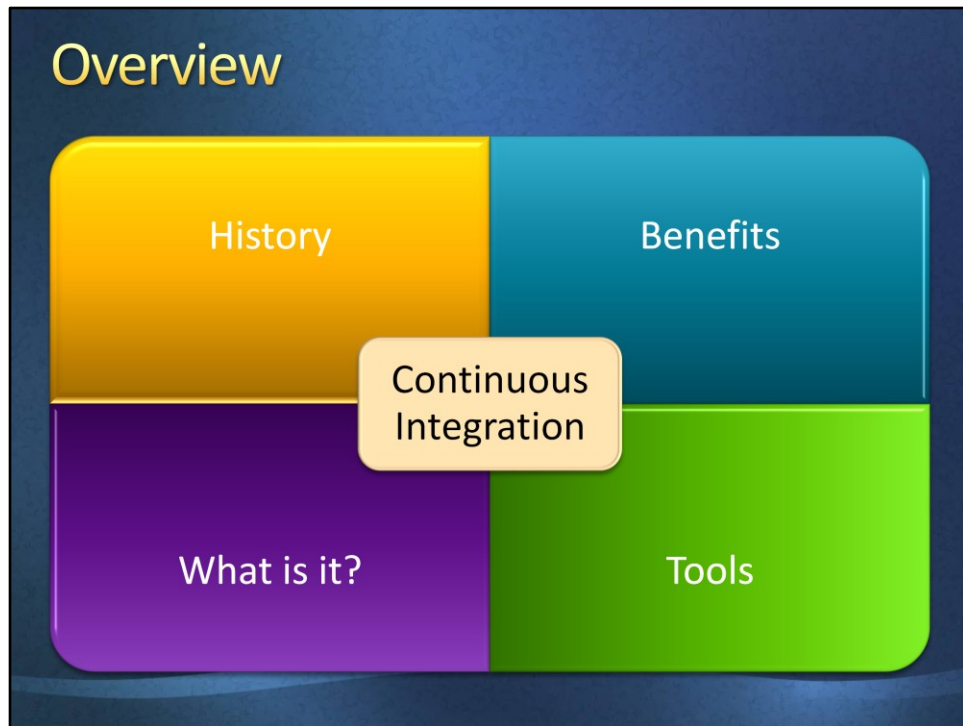 Overview
History
Benefits
Continuous
Integration
What is it?
Tools